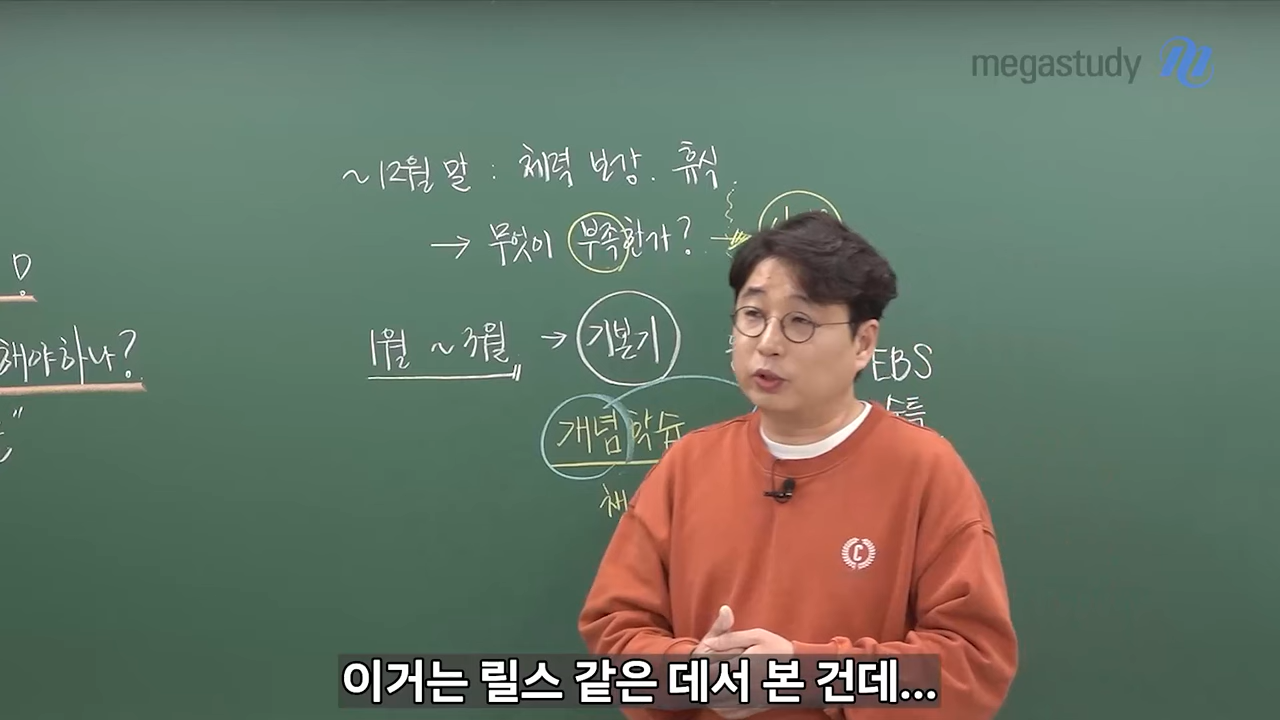 megastudy
~12월 말 : 체력 보강. 휴식
→ 무엇이 부족한가? →
D
해야하나?
1월 ~3월 → 기본기
EBS
수특
개념학습
C
이거는 릴스 같은 데서 본 건데...